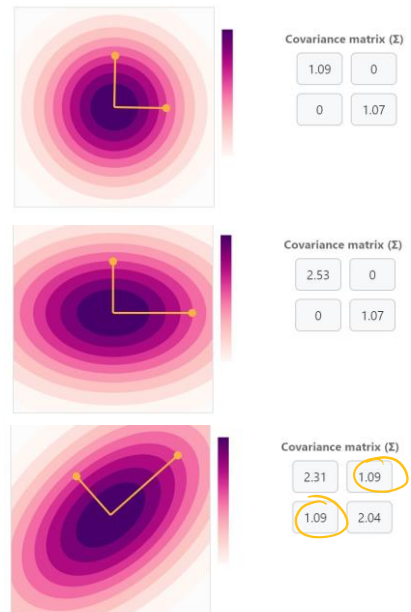 Covariance matrix (Σ)
1.09 0
0 1.07
Covariance matrix (Σ)
2.53 0
0 1.07
Covariance matrix (Σ)
2.31 1.09
1.09 2.04